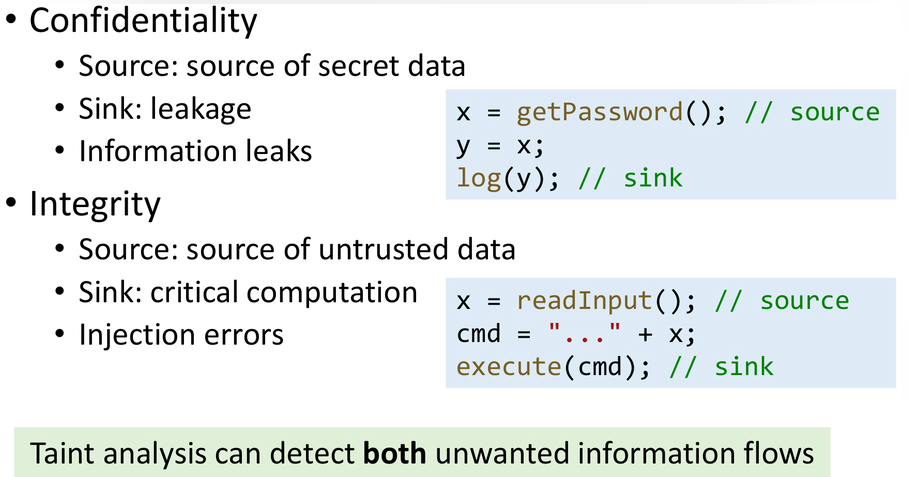 • Confidentiality
• Source: source of secret data
• Sink: leakage
• Information leaks
x = getPassword(); // source
y = x;
log(y); // sink
• Integrity
• Source: source of untrusted data
• Sink: critical computation
• Injection errors
x = readInput(); // source
cmd = "..." + x;
execute(cmd); // sink
Taint analysis can detect both unwanted information flows